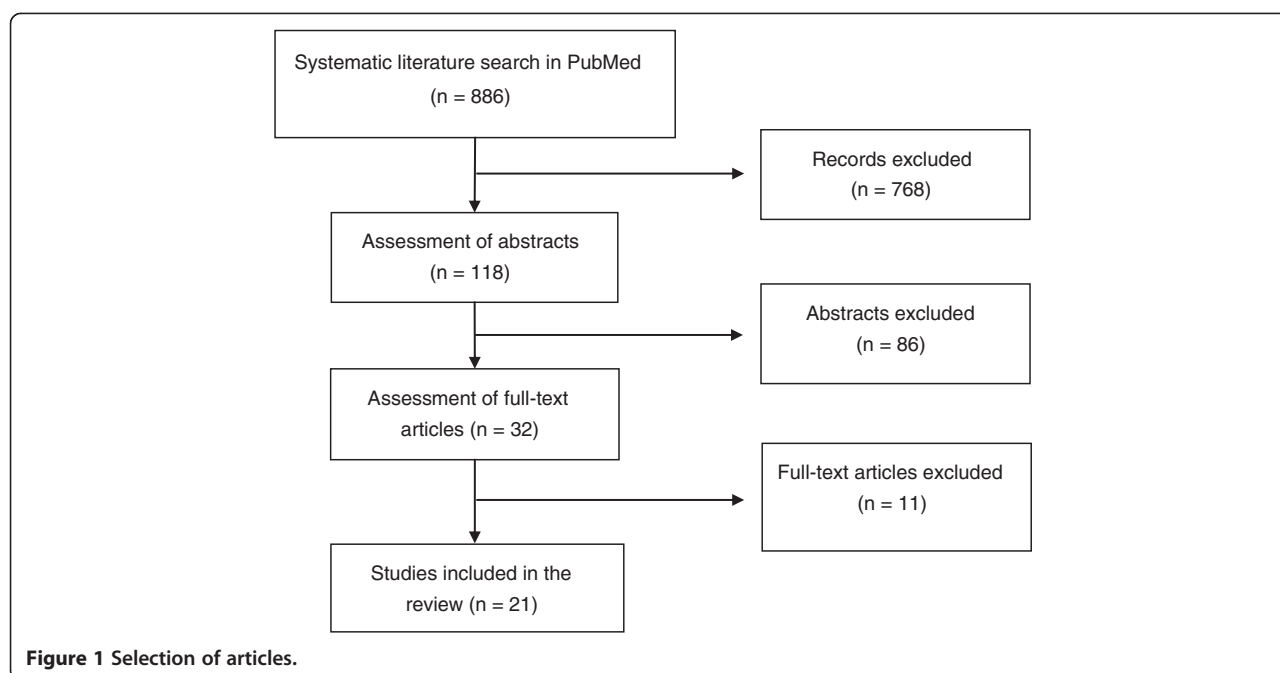 Systematic literature search in PubMed
(n = 886)
Records excluded
(n = 768)
Assessment of abstracts
(n = 118)
Abstracts excluded
(n = 86)
Assessment of full-text
articles (n = 32)
Full-text articles excluded
(n = 11)
Studies included in the
review (n = 21)
Figure 1 Selection of articles.